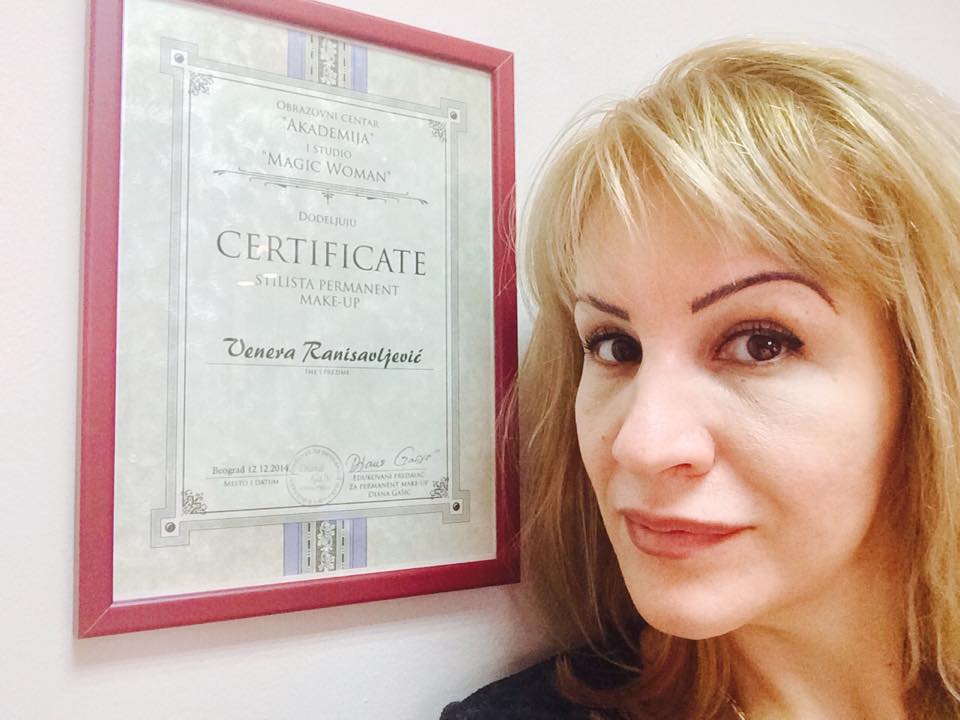 OBRAZOVNI CENTAR
"AKADEMIJA"
I STUDIO
"MAGIC WOMAN"
DODELJUJU
CERTIFICATE
STILISTA PERMANENT
MAKE-UP
Venera Ranisavljević
IME I PREZIME
Beograd 12.12.2014
MESTO I DATUM
EDUKOVANI PREDAVAČ
ZA PERMANENT MAKE-UP
DIJANA GAŠIĆ